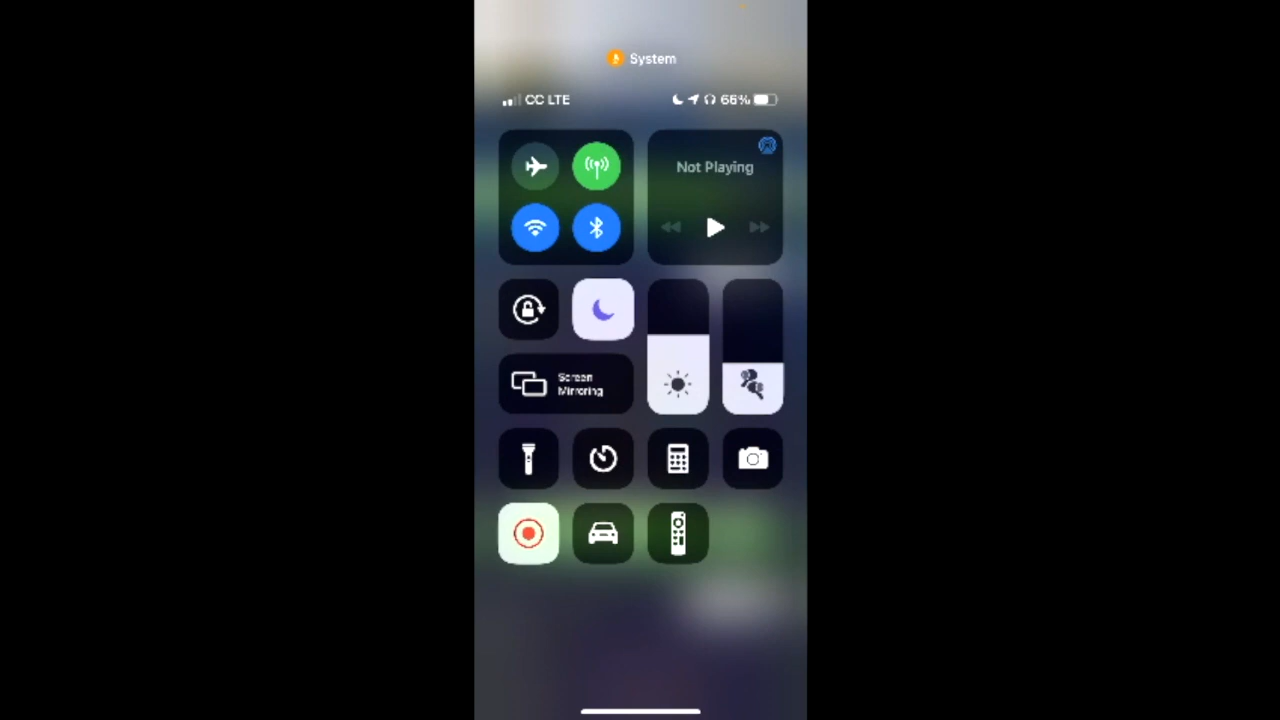 System
CC LTE
66%
Not Playing
Screen
Mirroring